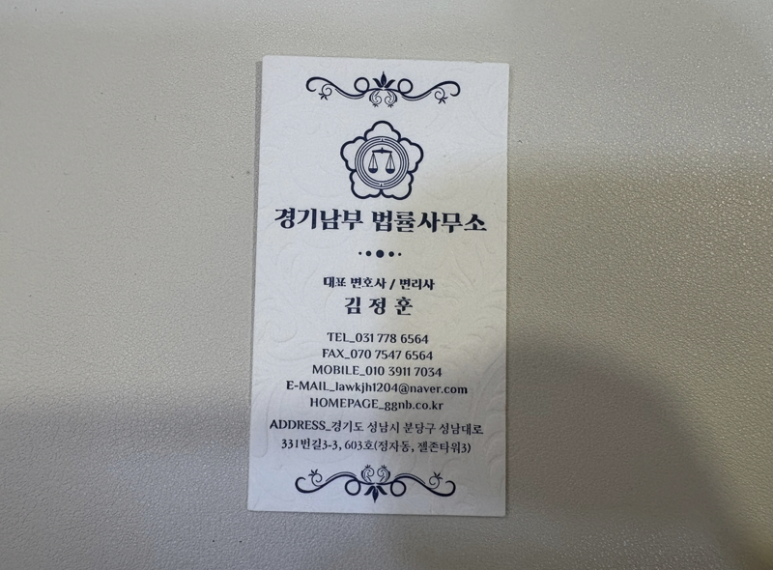 경기남부 법률사무소
대표 변호사 / 변리사
김정훈
TEL_031 778 6564
FAX_070 7547 6564
MOBILE_010 3911 7034
E-MAIL_lawkjh1204@naver.com
HOMEPAGE_ggnb.co.kr
ADDRESS_경기도 성남시 분당구 성남대로
331번길3-3, 603호(정자동, 젤존타워3)